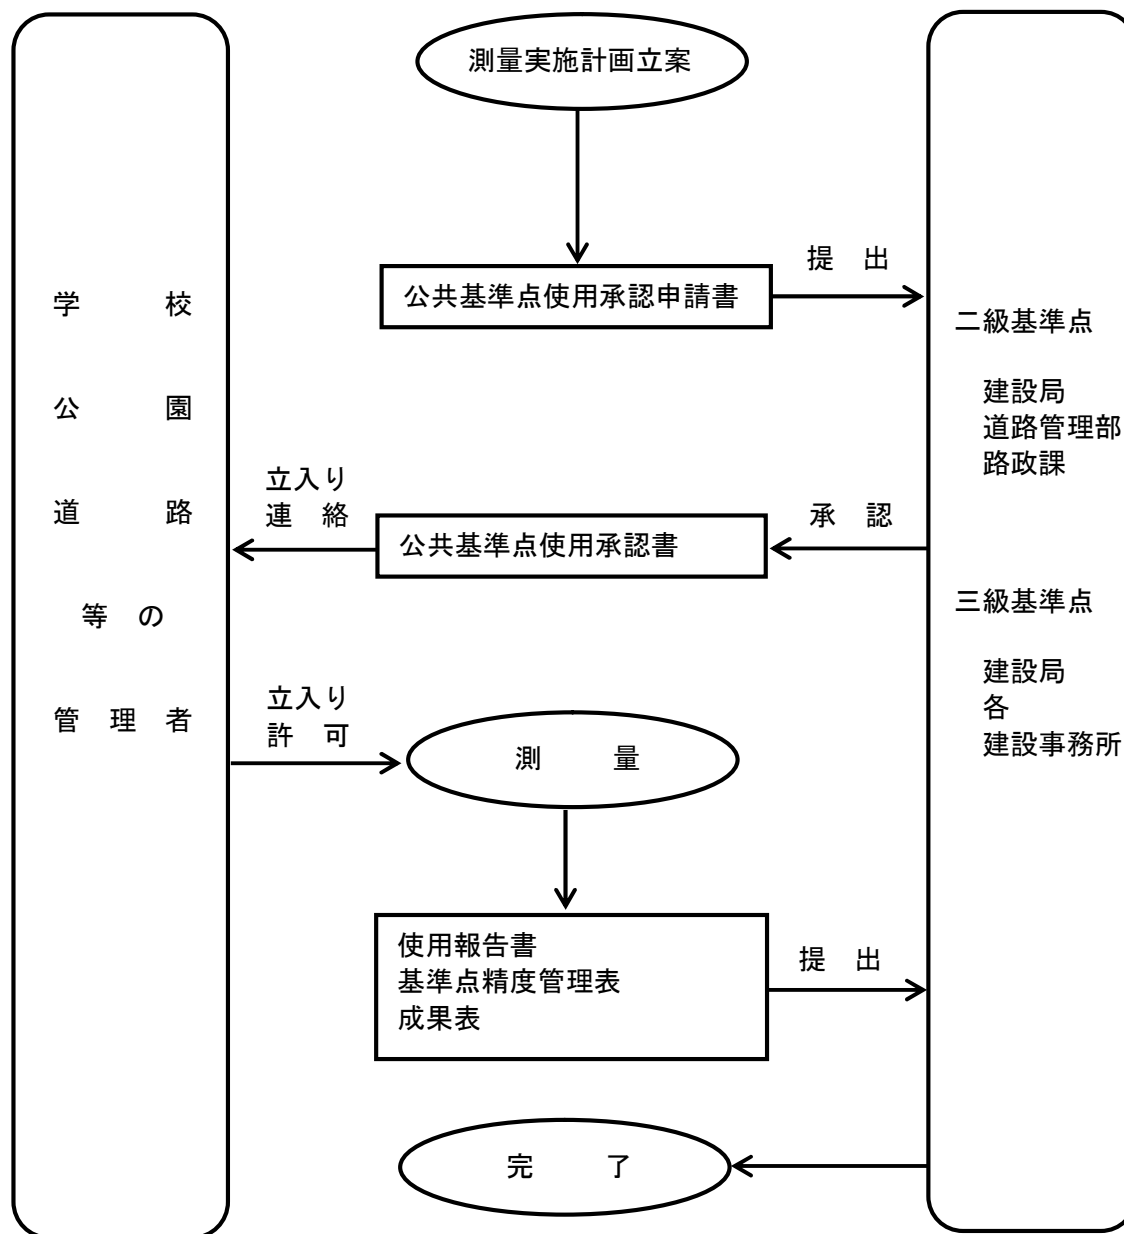 測量実施計画立案
提　出
公共基準点使用承認申請書
学　　　校
公　　　園
道　　　路
等　の
管　理　者
二級基準点
建設局
道路管理部
路政課
三級基準点
建設局
各
建設事務所
承　認
公共基準点使用承認書
立入り
連　絡
立入り
許　可
測　　　量
使用報告書
基準点精度管理表
成果表
提　出
完　　　了